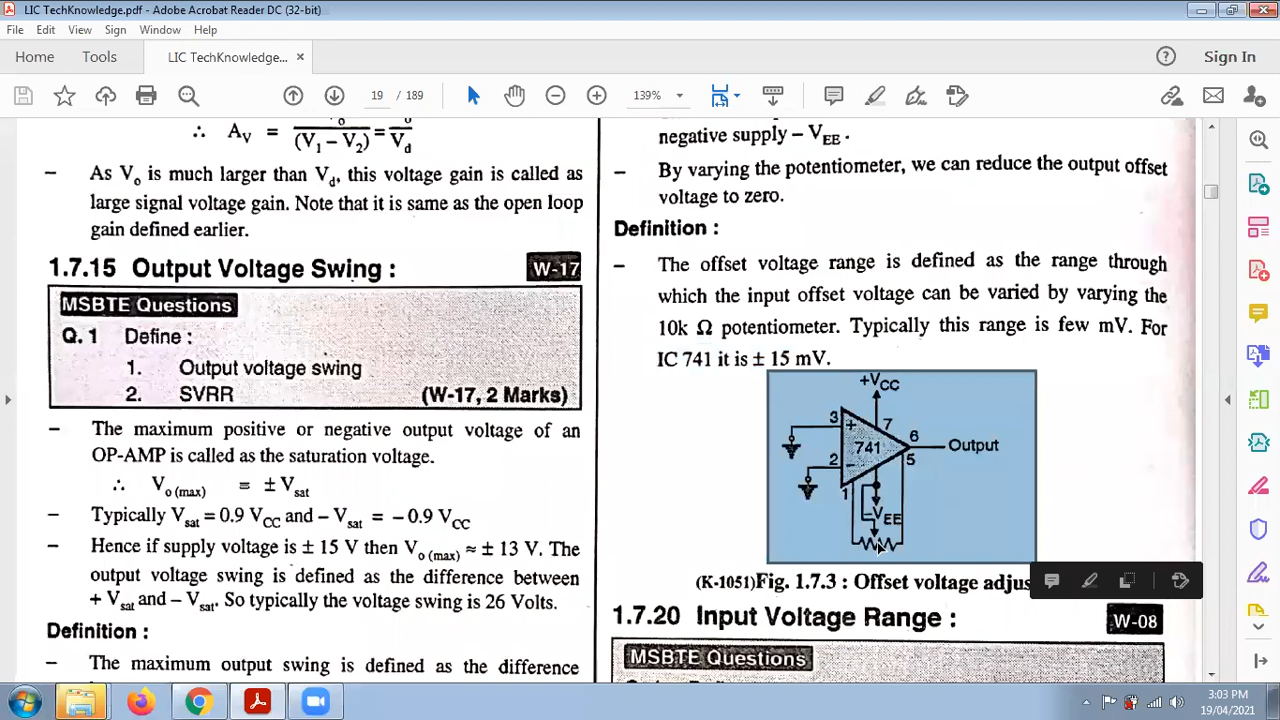 LIC TechKnowledge.pdf - Adobe Acrobat Reader DC (32-bit)
File Edit View Sign Window Help
Home Tools LIC TechKnowledge... × Sign In
19 / 189 139%
∴ A_V = V_o / (V_1 – V_2) = V_o / V_d
– As V_o is much larger than V_d, this voltage gain is called as
large signal voltage gain. Note that it is same as the open loop
gain defined earlier.
1.7.15 Output Voltage Swing : W-17
MSBTE Questions
Q. 1 Define :
1. Output voltage swing
2. SVRR (W-17, 2 Marks)
– The maximum positive or negative output voltage of an
OP-AMP is called as the saturation voltage.
∴ V_o (max) = ± V_sat
– Typically V_sat = 0.9 V_CC and – V_sat = – 0.9 V_CC
– Hence if supply voltage is ± 15 V then V_o (max) ≈ ± 13 V. The
output voltage swing is defined as the difference between
+ V_sat and – V_sat. So typically the voltage swing is 26 Volts.
Definition :
– The maximum output swing is defined as the difference
negative supply – V_EE .
– By varying the potentiometer, we can reduce the output offset
voltage to zero.
Definition :
– The offset voltage range is defined as the range through
which the input offset voltage can be varied by varying the
10k Ω potentiometer. Typically this range is few mV. For
IC 741 it is ± 15 mV.
+V_CC
3 + 7
741 6 Output
2 – 5
1
–V_EE
(K-1051)Fig. 1.7.3 : Offset voltage adjus
1.7.20 Input Voltage Range : W-08
MSBTE Questions
3:03 PM
19/04/2021